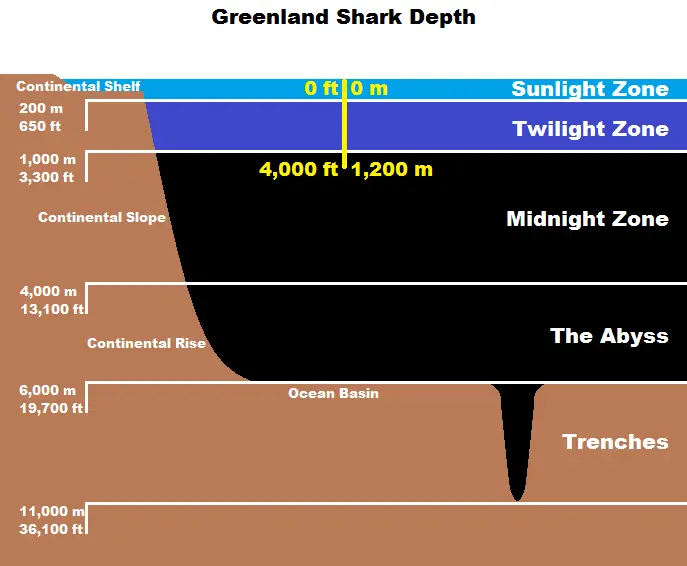 Greenland Shark Depth
Continental Shelf
0 ft 0 m
Sunlight Zone
200 m
650 ft
Twilight Zone
1,000 m
3,300 ft
4,000 ft 1,200 m
Continental Slope
Midnight Zone
4,000 m
13,100 ft
Continental Rise
The Abyss
6,000 m
19,700 ft
Ocean Basin
Trenches
11,000 m
36,100 ft